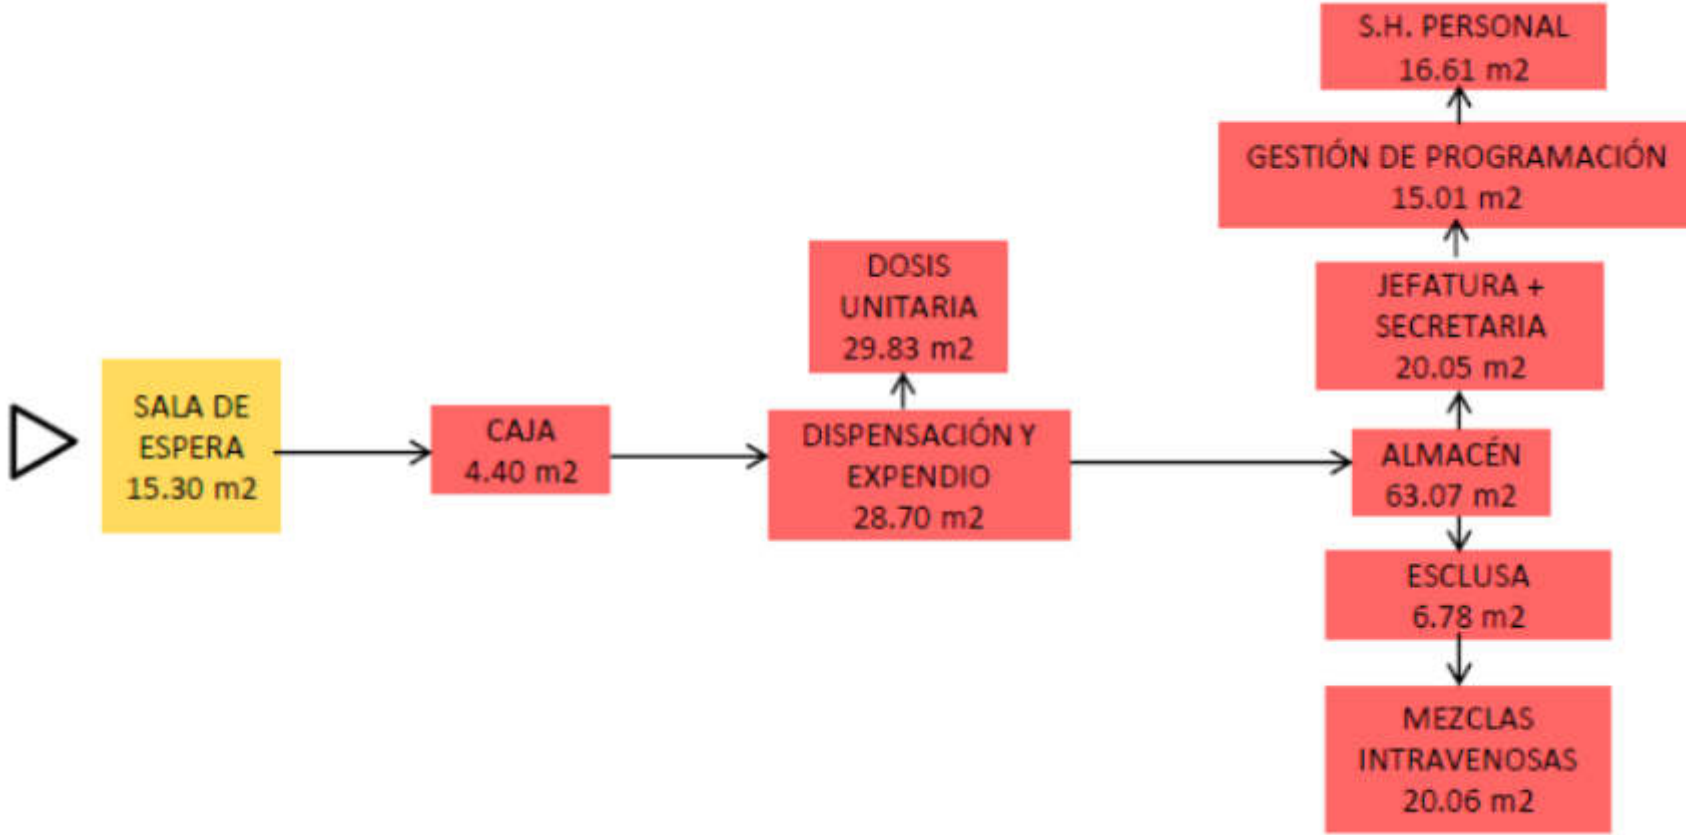 SALA DE
ESPERA
15.30 m2
CAJA
4.40 m2
DOSIS
UNITARIA
29.83 m2
DISPENSACIÓN Y
EXPENDIO
28.70 m2
S.H. PERSONAL
16.61 m2
GESTIÓN DE PROGRAMACIÓN
15.01 m2
JEFATURA +
SECRETARIA
20.05 m2
ALMACÉN
63.07 m2
ESCLUSA
6.78 m2
MEZCLAS
INTRAVENOSAS
20.06 m2